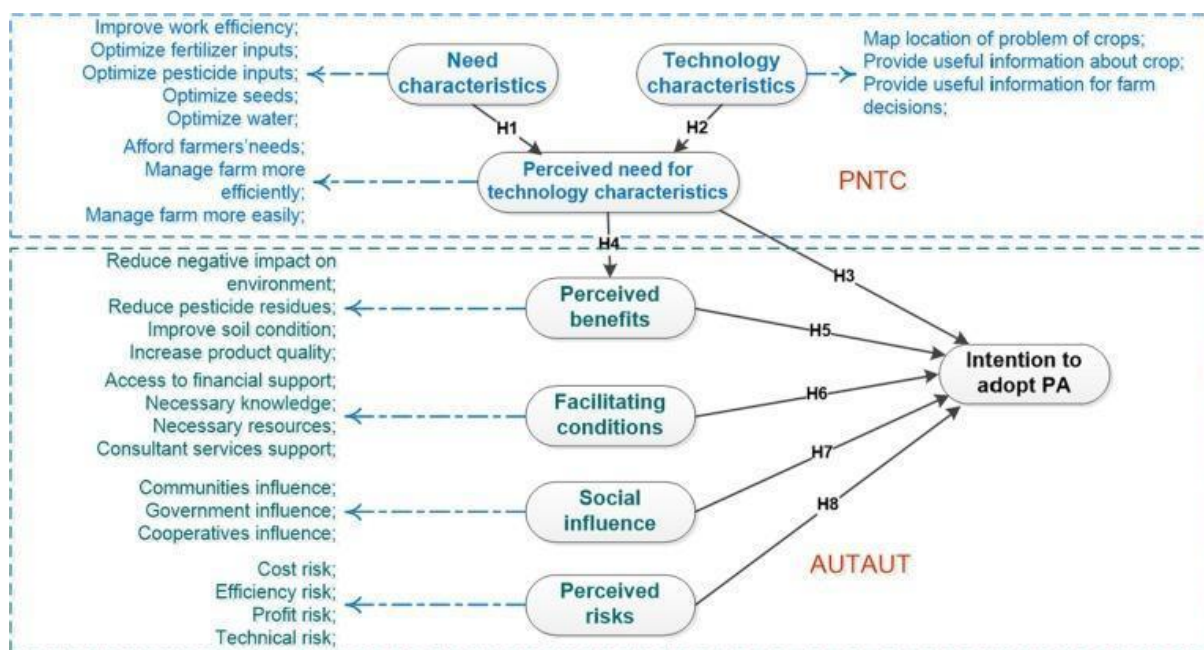 Improve work efficiency;
Optimize fertilizer inputs;
Optimize pesticide inputs;
Optimize seeds;
Optimize water;
Need
characteristics
Technology
characteristics
Map location of problem of crops;
Provide useful information about crop;
Provide useful information for farm
decisions;
H1
H2
Afford farmers'needs;
Manage farm more
efficiently;
Manage farm more easily;
Perceived need for
technology characteristics
PNTC
H4
H3
Reduce negative impact on
environment;
Reduce pesticide residues;
Improve soil condition;
Increase product quality;
Perceived
benefits
H5
Intention to
adopt PA
Access to financial support;
Necessary knowledge;
Necessary resources;
Consultant services support;
Facilitating
conditions
H6
H7
Communities influence;
Government influence;
Cooperatives influence;
Social
influence
H8
AUTAUT
Cost risk;
Efficiency risk;
Profit risk;
Technical risk;
Perceived
risks